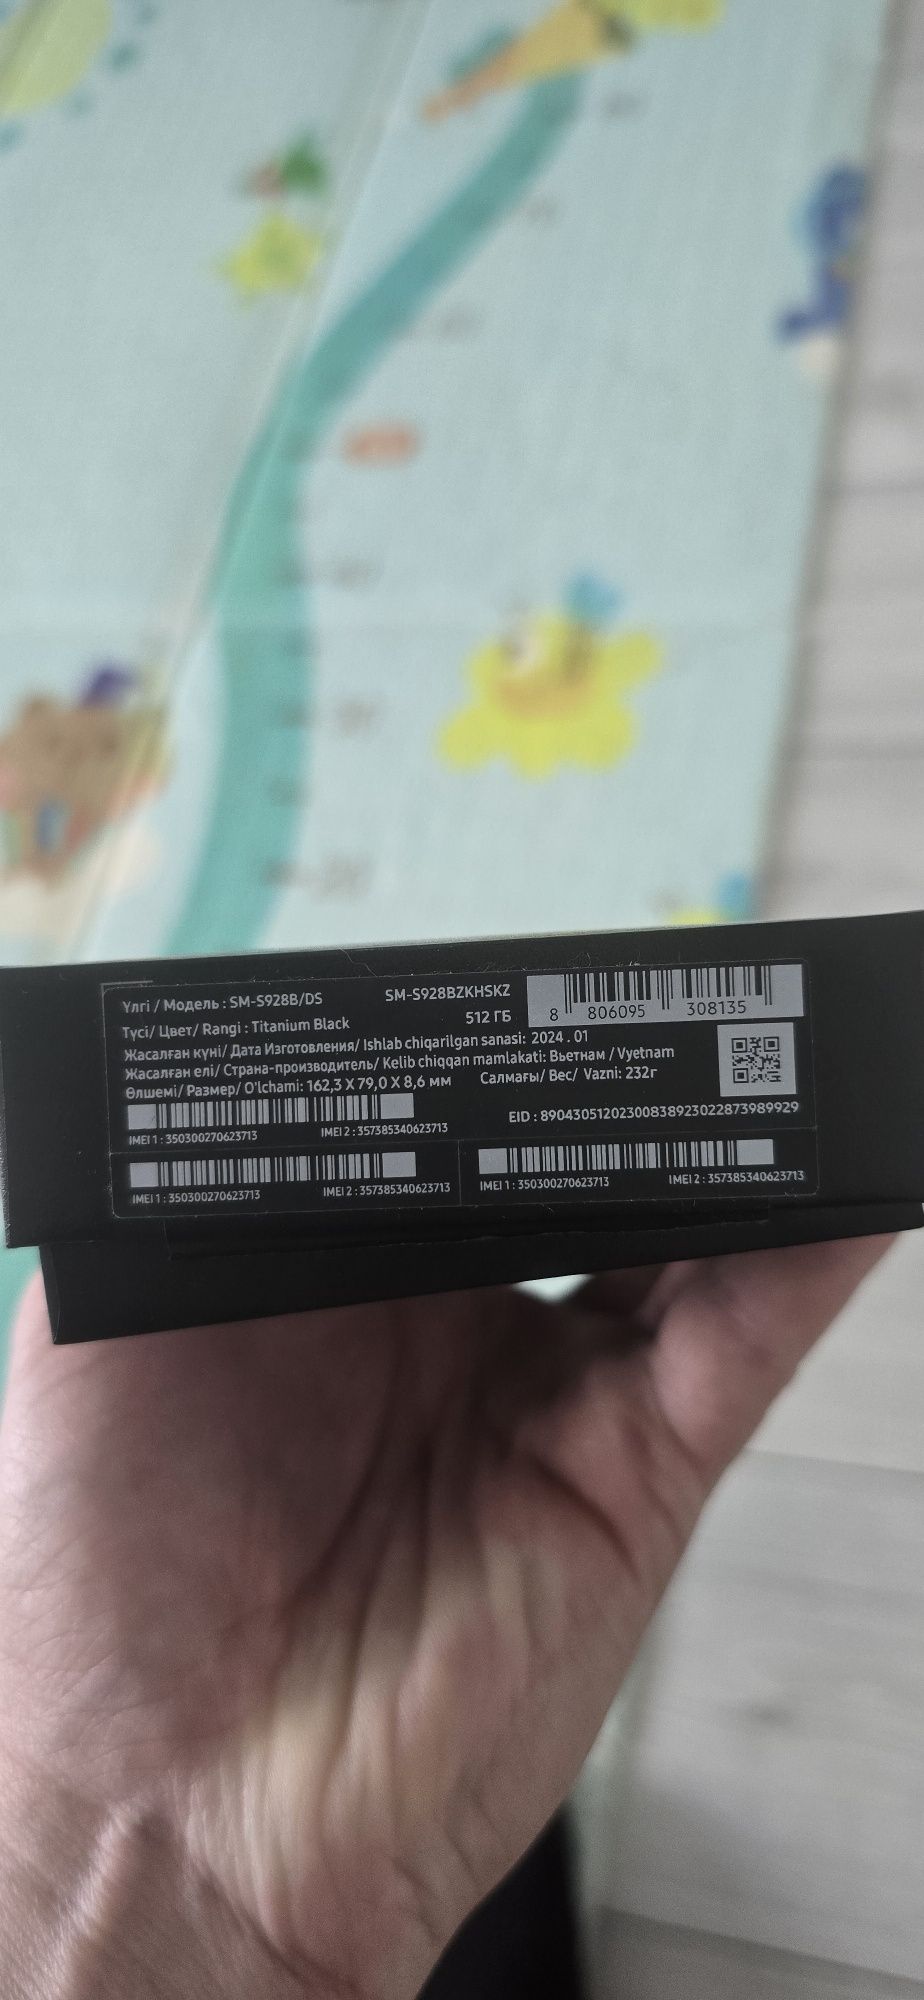 Үлгі / Модель : SM-S928B/DS SM-S928BZKHSKZ
Түсі/ Цвет/ Rangi : Titanium Black 512 ГБ
8 806095 308135
Жасалған күні/ Дата Изготовления/ Ishlab chiqarilgan sanasi: 2024 . 01
Жасалған елі/ Страна-производитель/ Kelib chiqqan mamlakati: Вьетнам / Vyetnam
Өлшемі/ Размер/ O'lchami: 162,3 X 79,0 X 8,6 мм Салмағы/ Вес/ Vazni: 232г
EID : 89043051202300838923022873989929
IMEI 1 : 350300270623713 IMEI 2 : 357385340623713
IMEI 1 : 350300270623713 IMEI 2 : 357385340623713
IMEI 1 : 350300270623713 IMEI 2 : 357385340623713